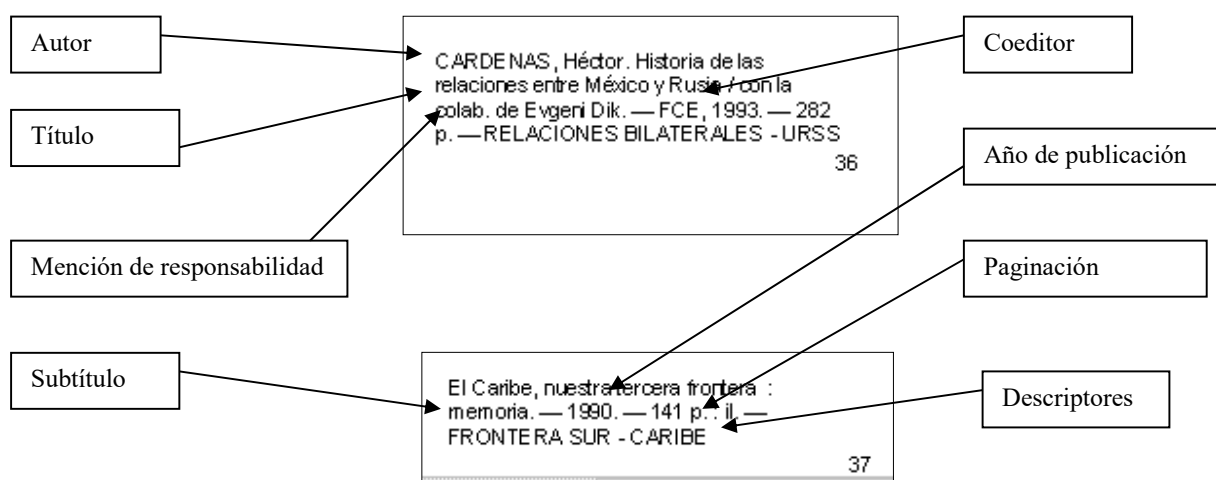 Autor
Título
Mención de responsabilidad
Subtítulo
CARDENAS, Héctor. Historia de las
relaciones entre México y Rusia / con la
colab. de Evgeni Dik. — FCE, 1993. — 282
p. — RELACIONES BILATERALES - URSS
36
El Caribe, nuestra tercera frontera :
memoria. — 1990. — 141 p. : il. —
FRONTERA SUR - CARIBE
37
Coeditor
Año de publicación
Paginación
Descriptores